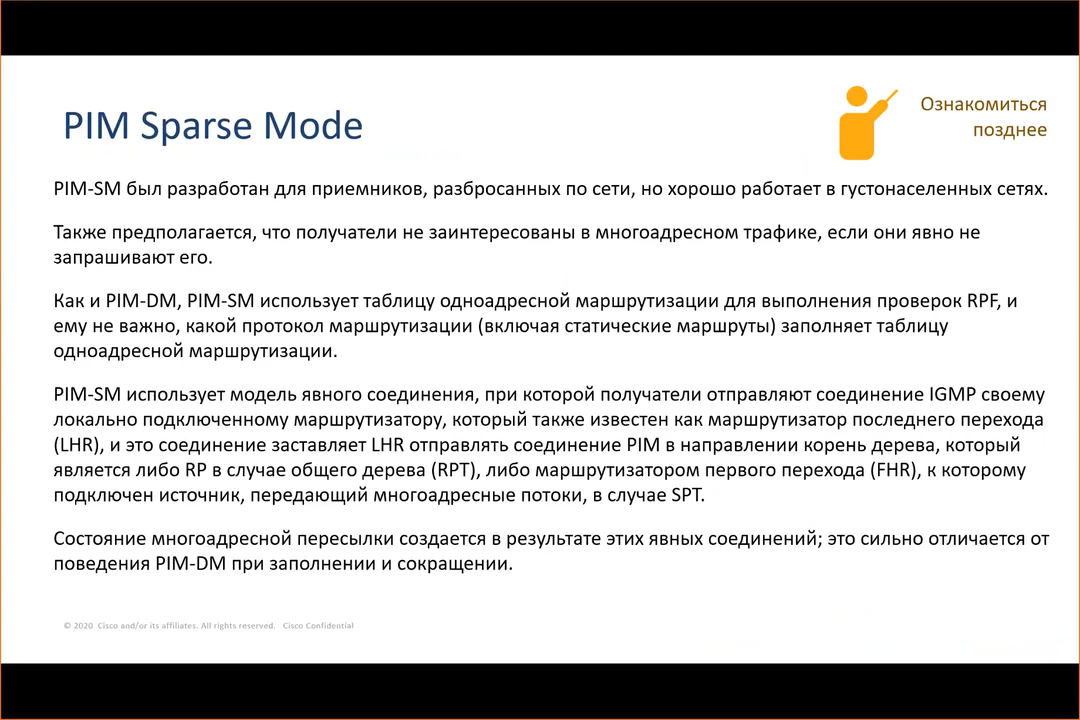 PIM Sparse Mode
Ознакомиться
позднее
PIM-SM был разработан для приемников, разбросанных по сети, но хорошо работает в густонаселенных сетях.
Также предполагается, что получатели не заинтересованы в многоадресном трафике, если они явно не
запрашивают его.
Как и PIM-DM, PIM-SM использует таблицу одноадресной маршрутизации для выполнения проверок RPF, и
ему не важно, какой протокол маршрутизации (включая статические маршруты) заполняет таблицу
одноадресной маршрутизации.
PIM-SM использует модель явного соединения, при которой получатели отправляют соединение IGMP своему
локально подключенному маршрутизатору, который также известен как маршрутизатор последнего перехода
(LHR), и это соединение заставляет LHR отправлять соединение PIM в направлении корень дерева, который
является либо RP в случае общего дерева (RPT), либо маршрутизатором первого перехода (FHR), к которому
подключен источник, передающий многоадресные потоки, в случае SPT.
Состояние многоадресной пересылки создается в результате этих явных соединений; это сильно отличается от
поведения PIM-DM при заполнении и сокращении.
© 2020 Cisco and/or its affiliates. All rights reserved. Cisco Confidential